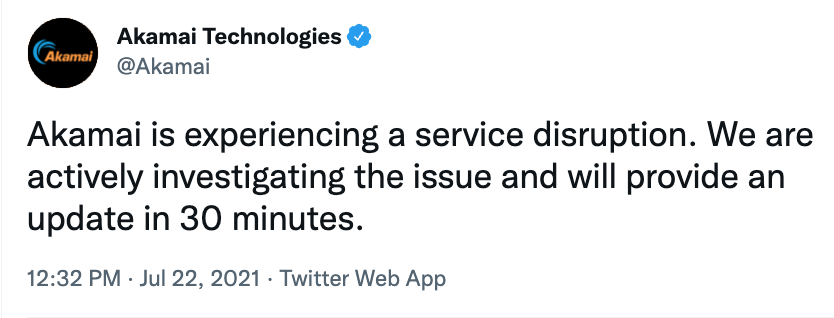 Akamai Technologies
Akamai
@Akamai
Akamai is experiencing a service disruption. We are
actively investigating the issue and will provide an
update in 30 minutes.
12:32 PM · Jul 22, 2021 · Twitter Web App